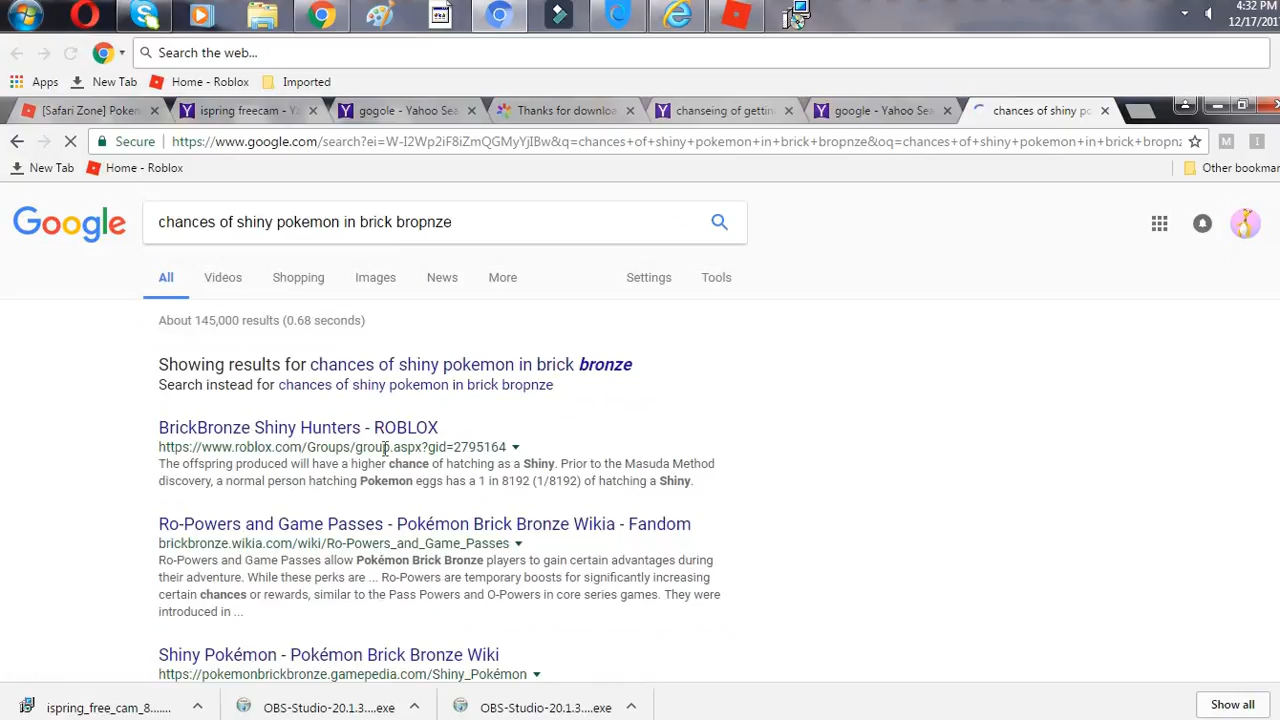 4:32 PM
12/17/201
Search the web...
Apps New Tab Home - Roblox Imported
[Safari Zone] Poken ispring freecam - Ya gogole - Yahoo Sea Thanks for downloa chanseing of gettin google - Yahoo Sea chances of shiny po
Secure https://www.google.com/search?ei=W-I2Wp2iF8iZmQGMyYjIBw&q=chances+of+shiny+pokemon+in+brick+bropnze&oq=chances+of+shiny+pokemon+in+brick+bropnz
New Tab Home - Roblox Other bookmar
Google chances of shiny pokemon in brick bropnze
All Videos Shopping Images News More Settings Tools
About 145,000 results (0.68 seconds)
Showing results for chances of shiny pokemon in brick bronze
Search instead for chances of shiny pokemon in brick bropnze
BrickBronze Shiny Hunters - ROBLOX
https://www.roblox.com/Groups/group.aspx?gid=2795164
The offspring produced will have a higher chance of hatching as a Shiny. Prior to the Masuda Method
discovery, a normal person hatching Pokemon eggs has a 1 in 8192 (1/8192) of hatching a Shiny.
Ro-Powers and Game Passes - Pokémon Brick Bronze Wikia - Fandom
brickbronze.wikia.com/wiki/Ro-Powers_and_Game_Passes
Ro-Powers and Game Passes allow Pokémon Brick Bronze players to gain certain advantages during
their adventure. While these perks are ... Ro-Powers are temporary boosts for significantly increasing
certain chances or rewards, similar to the Pass Powers and O-Powers in core series games. They were
introduced in ...
Shiny Pokémon - Pokémon Brick Bronze Wiki
https://pokemonbrickbronze.gamepedia.com/Shiny_Pokémon
ispring_free_cam_8....... OBS-Studio-20.1.3....exe OBS-Studio-20.1.3....exe Show all